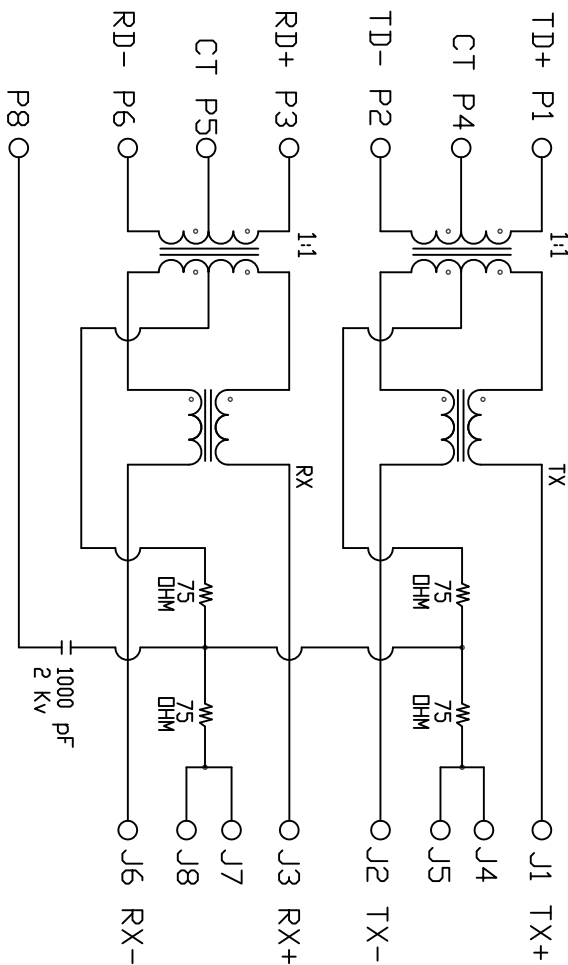 TD+ P1
CT P4
TD- P2
RD+ P3
CT P5
RD- P6
P8
1:1
TX
75
OHM
75
OHM
1:1
RX
75
OHM
75
OHM
1000 pF
2 Kv
J1 TX+
J4
J5
J2 TX-
J3 RX+
J7
J8
J6 RX-